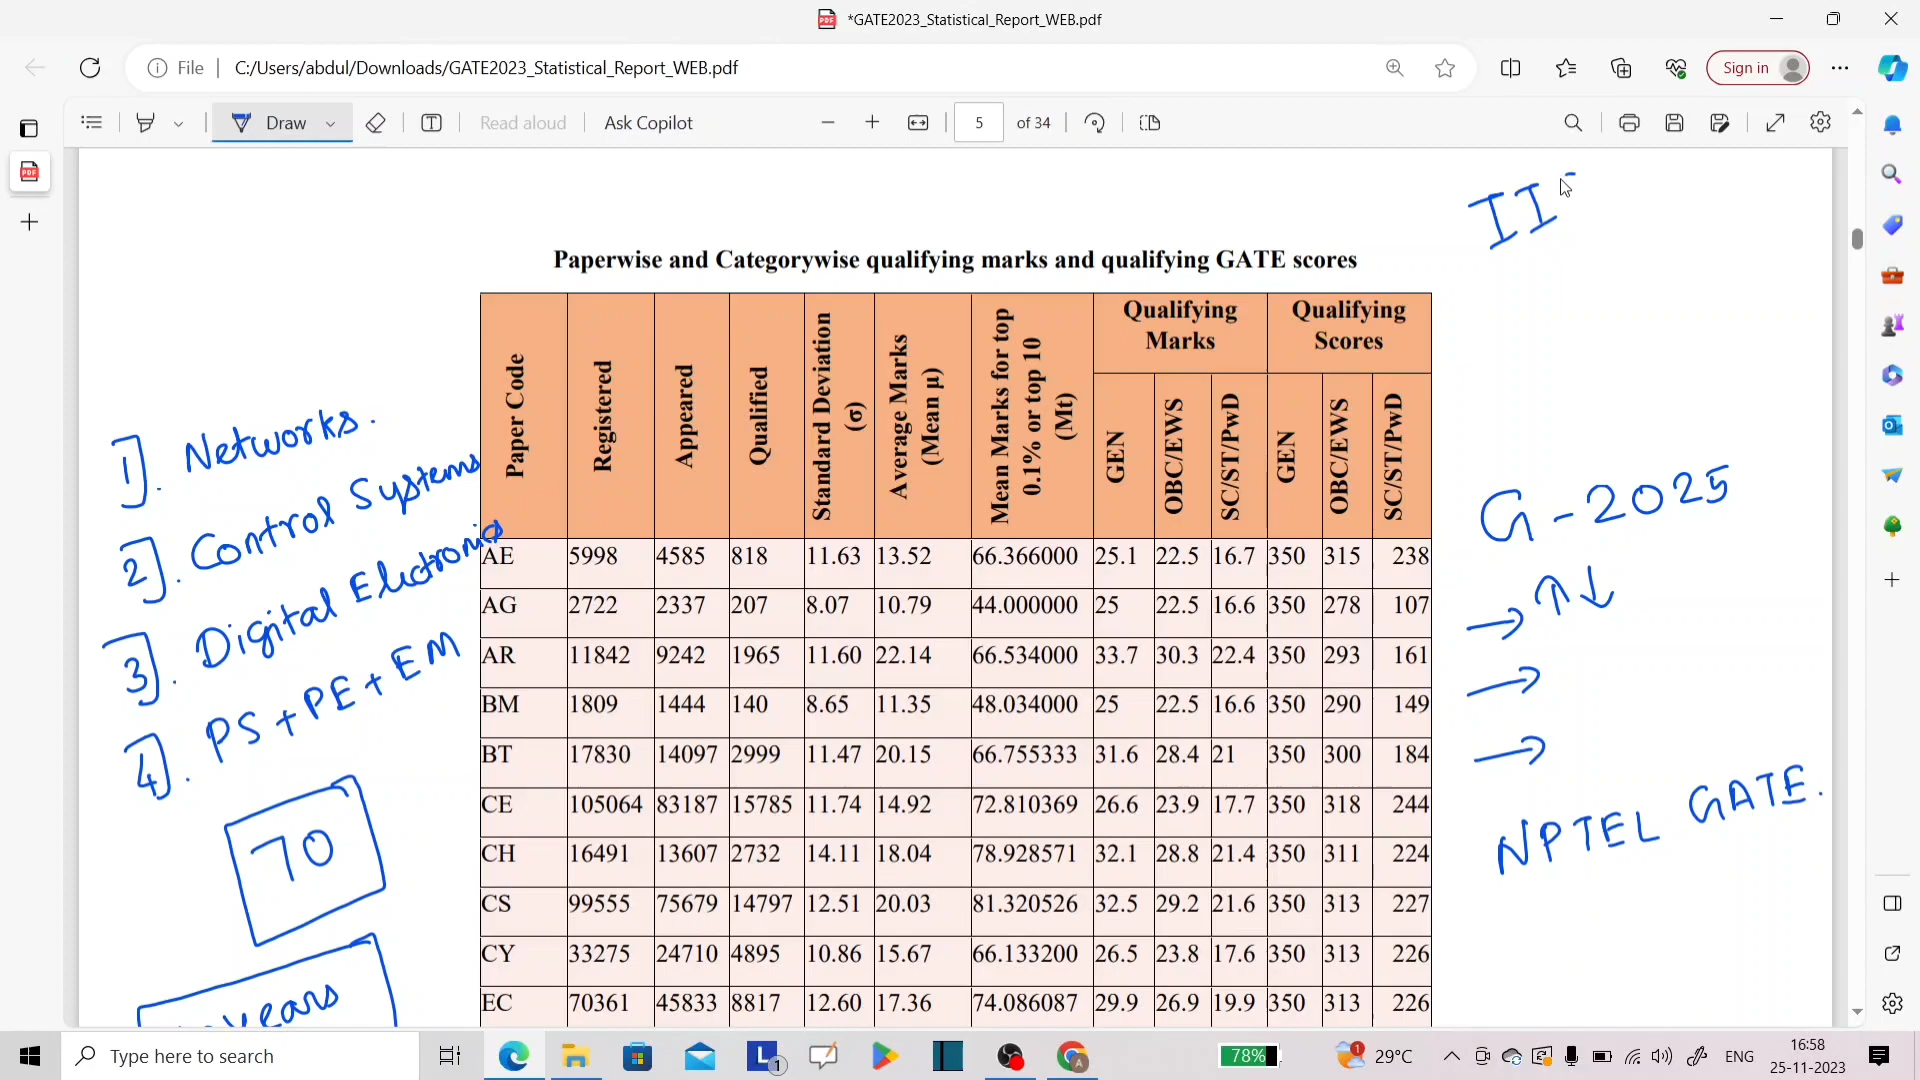 *GATE2023_Statistical_Report_WEB.pdf
File | C:/Users/abdul/Downloads/GATE2023_Statistical_Report_WEB.pdf
Sign in
Draw
Read aloud
Ask Copilot
5 of 34
II
Paperwise and Categorywise qualifying marks and qualifying GATE scores
Paper Code Registered Appeared Qualified Standard Deviation (σ) Average Marks (Mean μ) Mean Marks for top 0.1% or top 10 (Mt) Qualifying Marks Qualifying Scores
GEN OBC/EWS SC/ST/PwD GEN OBC/EWS SC/ST/PwD
AE 5998 4585 818 11.63 13.52 66.366000 25.1 22.5 16.7 350 315 238
AG 2722 2337 207 8.07 10.79 44.000000 25 22.5 16.6 350 278 107
AR 11842 9242 1965 11.60 22.14 66.534000 33.7 30.3 22.4 350 293 161
BM 1809 1444 140 8.65 11.35 48.034000 25 22.5 16.6 350 290 149
BT 17830 14097 2999 11.47 20.15 66.755333 31.6 28.4 21 350 300 184
CE 105064 83187 15785 11.74 14.92 72.810369 26.6 23.9 17.7 350 318 244
CH 16491 13607 2732 14.11 18.04 78.928571 32.1 28.8 21.4 350 311 224
CS 99555 75679 14797 12.51 20.03 81.320526 32.5 29.2 21.6 350 313 227
CY 33275 24710 4895 10.86 15.67 66.133200 26.5 23.8 17.6 350 313 226
EC 70361 45833 8817 12.60 17.36 74.086087 29.9 26.9 19.9 350 313 226
1]. Networks.
2]. Control Systems
3]. Digital Electronics
4]. PS + PE + EM
70
years
G - 2025
→ ↑↓
→
→
NPTEL GATE.
Type here to search
L 1
78%
1
29°C
ENG
16:58
25-11-2023